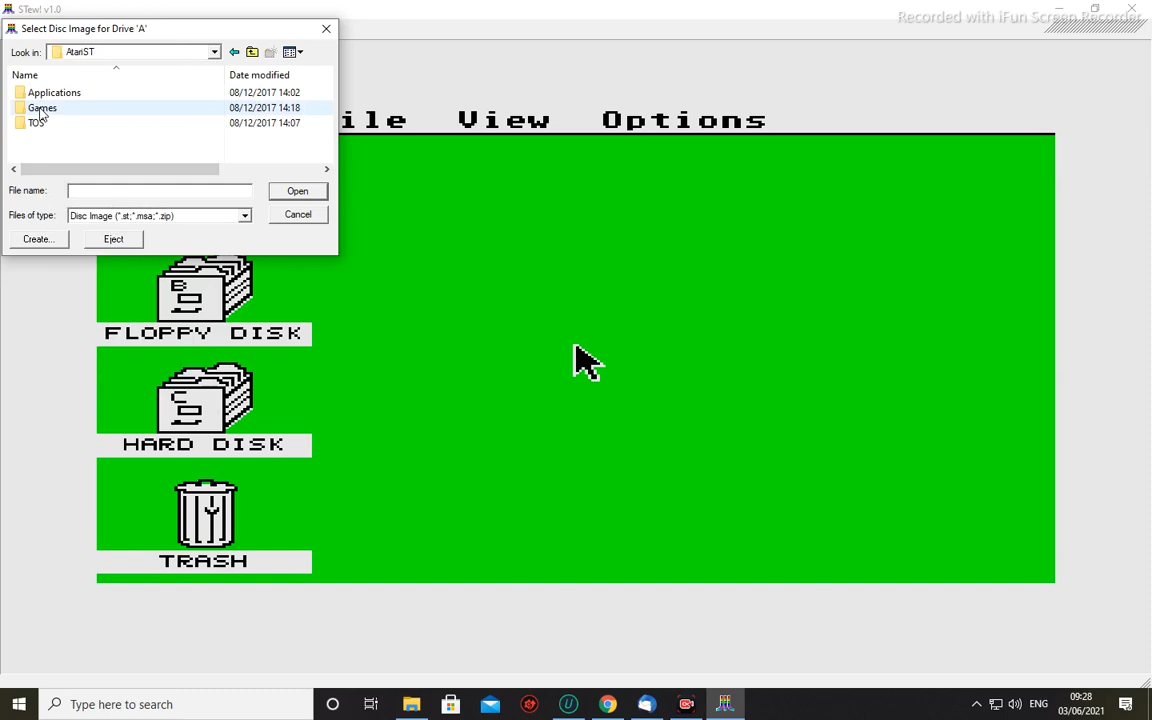 STew! v1.0
Recorded with iFun Screen Recorder
Select Disc Image for Drive 'A'
Look in: AtariST
Name Date modified
Applications 08/12/2017 14:02
Games 08/12/2017 14:18
TOS 08/12/2017 14:07
ile View Options
File name: Open
Files of type: Disc Image (*.st;*.msa;*.zip) Cancel
Create... Eject
B
FLOPPY DISK
C
HARD DISK
TRASH
Type here to search
ENG
09:28
03/06/2021